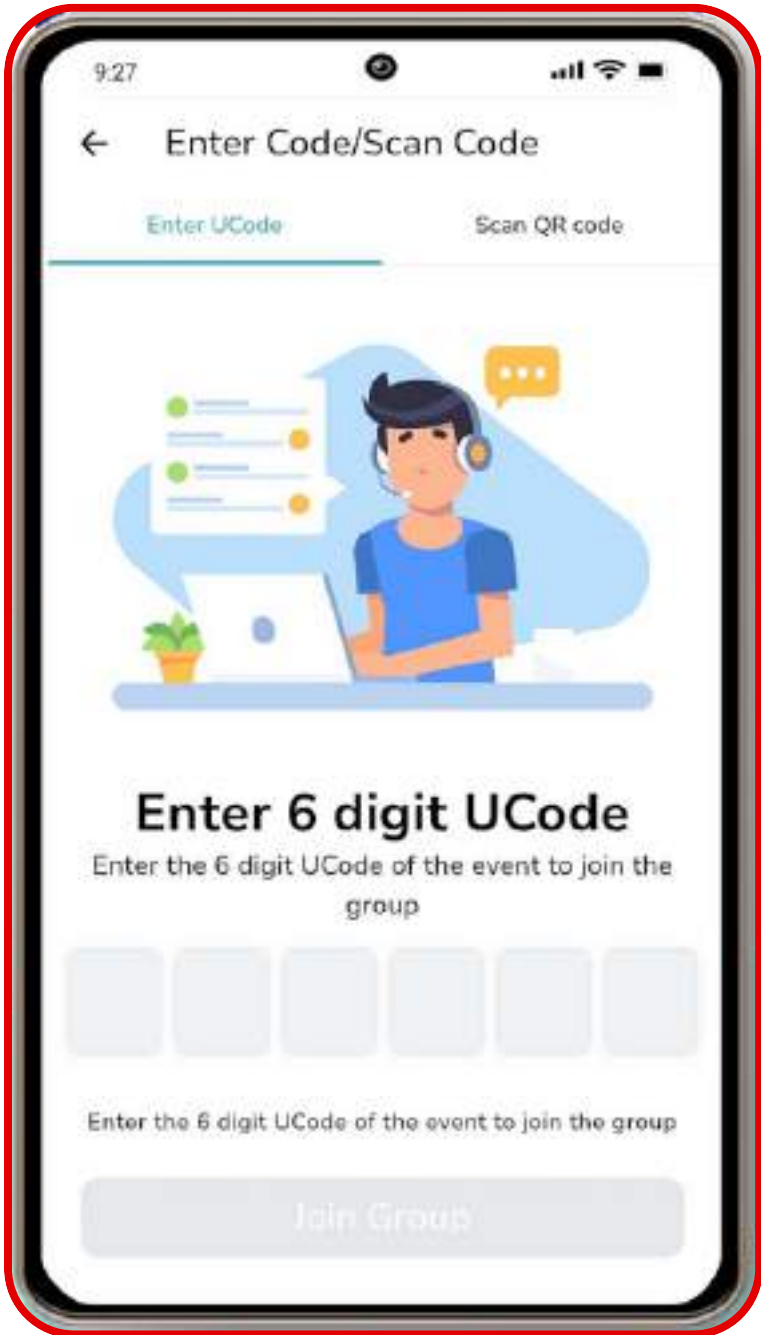 9:27
Enter Code/Scan Code
Enter UCode
Scan QR code
Enter 6 digit UCode
Enter the 6 digit UCode of the event to join the
group
Enter the 6 digit UCode of the event to join the group
Join Group